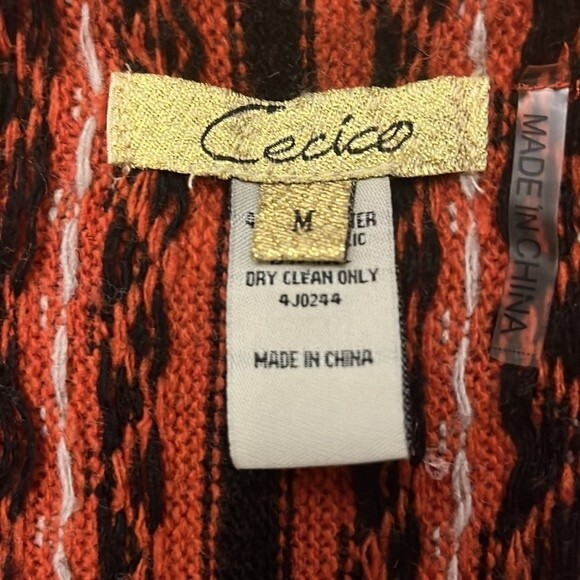 Cecico
M
DRY CLEAN ONLY
4J0244
MADE IN CHINA
MADE IN CHINA